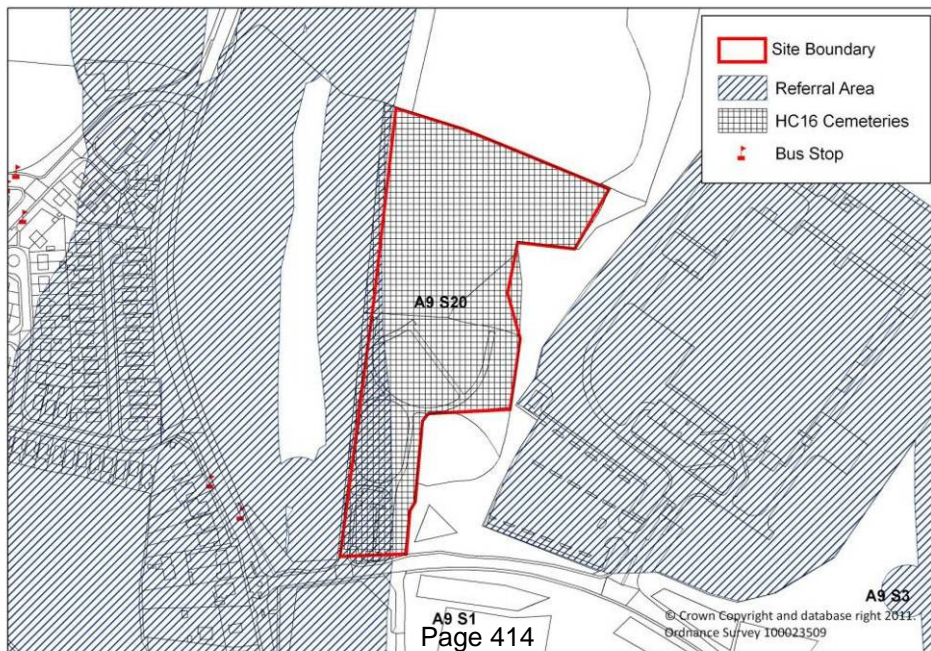 Site Boundary
Referral Area
HC16 Cemeteries
Bus Stop
A9 S20
A9 S3
© Crown Copyright and database right 2011.
Ordnance Survey 100023509
A9 S1
Page 414